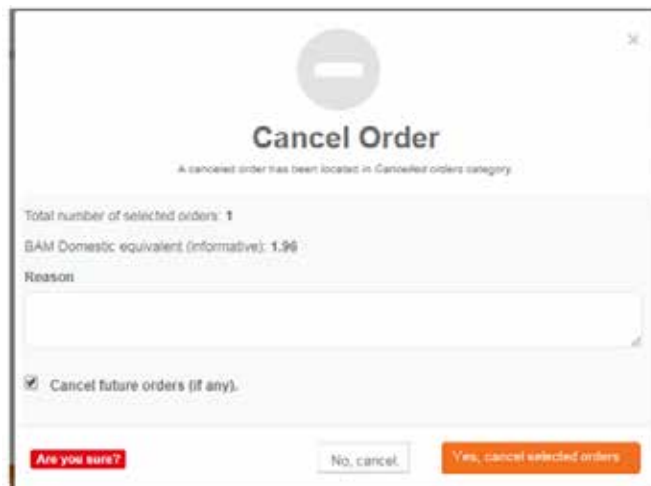 ×
Cancel Order
A canceled order has been located in Cancelled orders category.
Total number of selected orders: 1
BAM Domestic equivalent (informative): 1.96
Reason
Cancel future orders (if any).
Are you sure?
No, cancel.
Yes, cancel selected orders